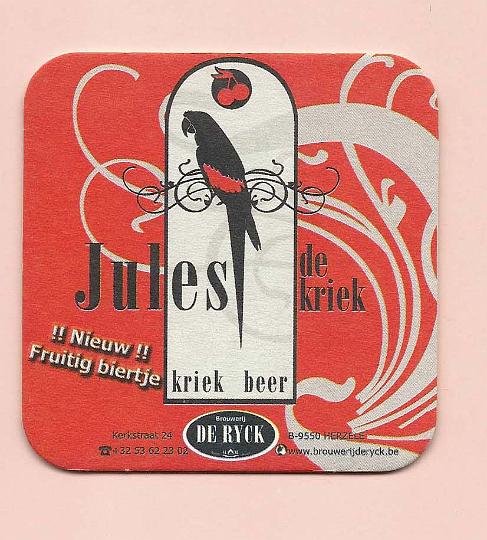 Jules
de
kriek
!! Nieuw !!
Fruitig biertje
kriek beer
Brouwerij
DE RYCK
Kerkstraat 24
B-9550 HERZELE
☎+32 53 62 23 02
www.brouwerijderyck.be